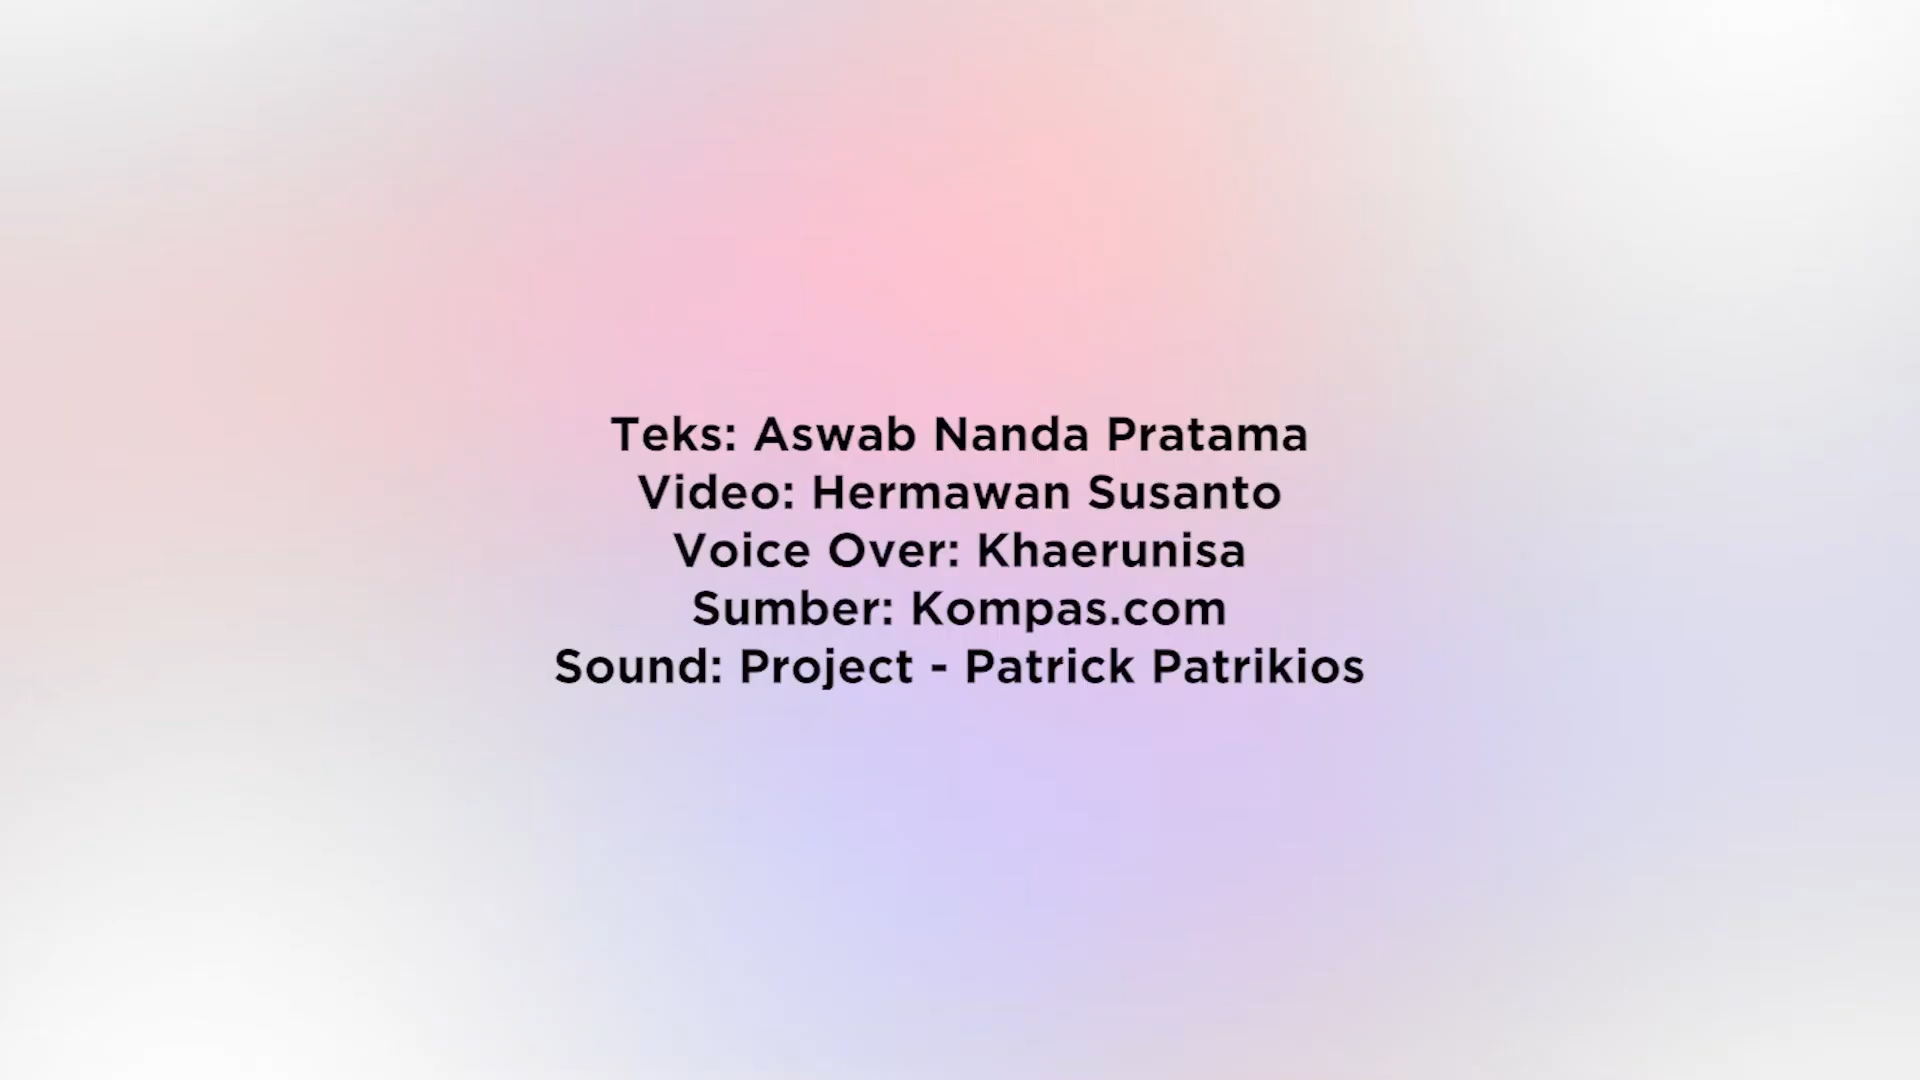 Teks: Aswab Nanda Pratama
Video: Hermawan Susanto
Voice Over: Khaerunisa
Sumber: Kompas.com
Sound: Project - Patrick Patrikios